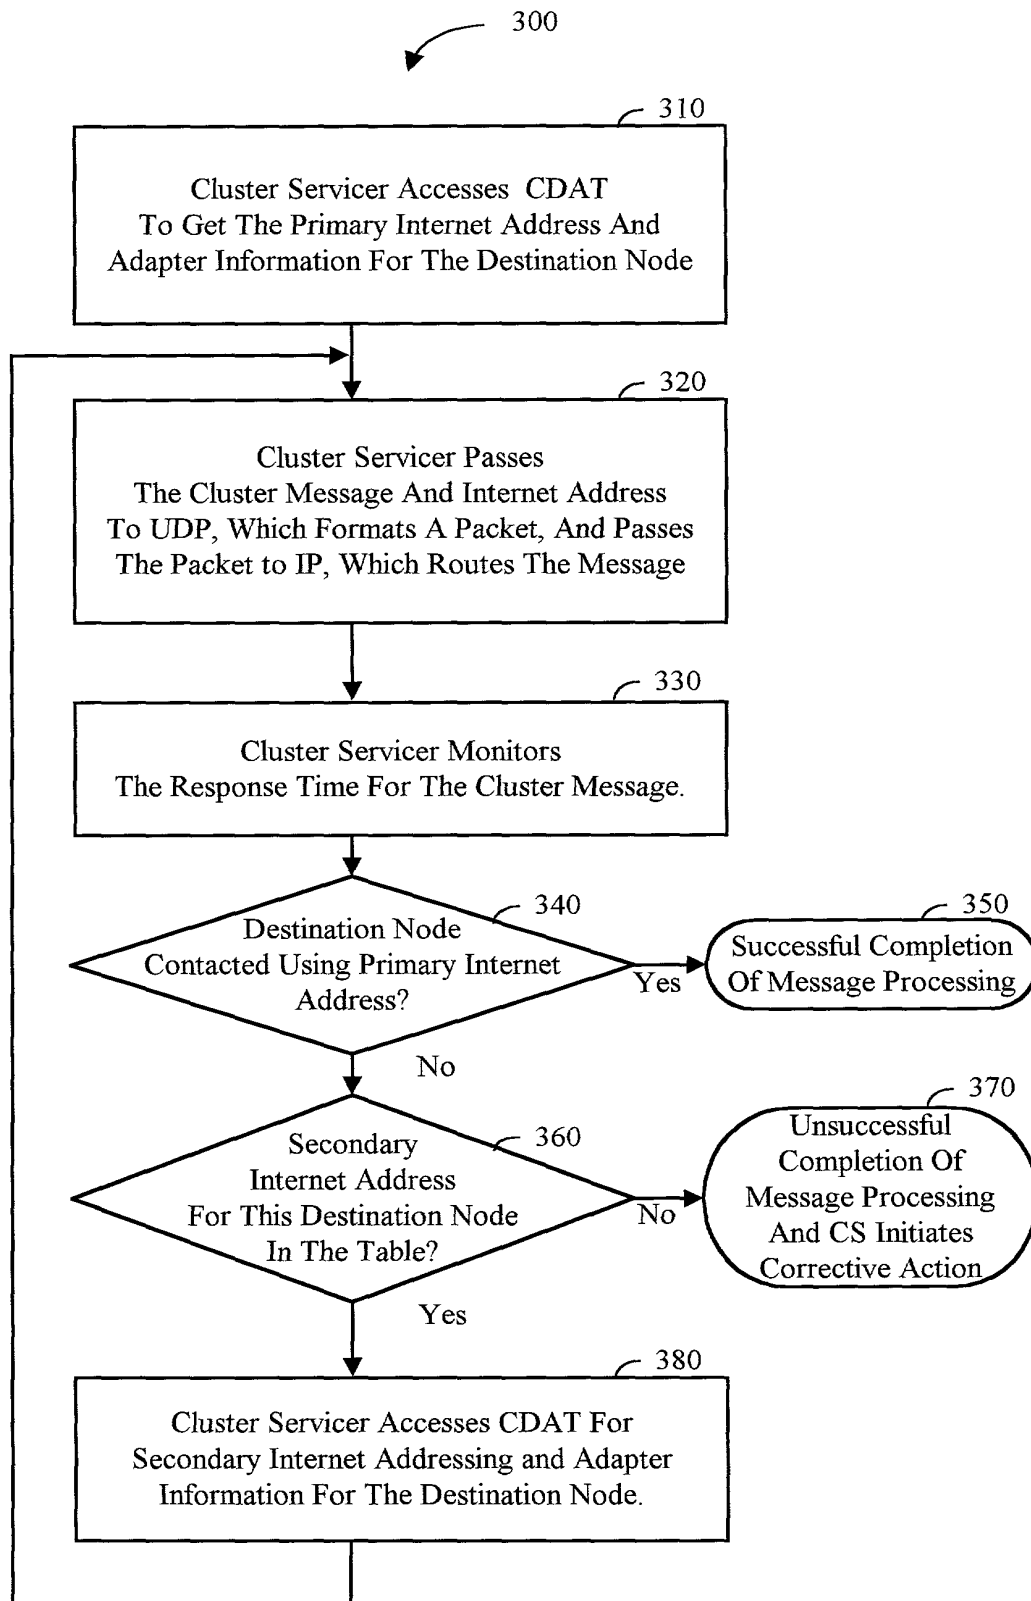 300
310
Cluster Servicer Accesses CDAT
To Get The Primary Internet Address And
Adapter Information For The Destination Node
320
Cluster Servicer Passes
The Cluster Message And Internet Address
To UDP, Which Formats A Packet, And Passes
The Packet to IP, Which Routes The Message
330
Cluster Servicer Monitors
The Response Time For The Cluster Message.
340
Destination Node
Contacted Using Primary Internet
Address?
Yes
350
Successful Completion
Of Message Processing
No
360
Secondary
Internet Address
For This Destination Node
In The Table?
No
370
Unsuccessful
Completion Of
Message Processing
And CS Initiates
Corrective Action
Yes
380
Cluster Servicer Accesses CDAT For
Secondary Internet Addressing and Adapter
Information For The Destination Node.